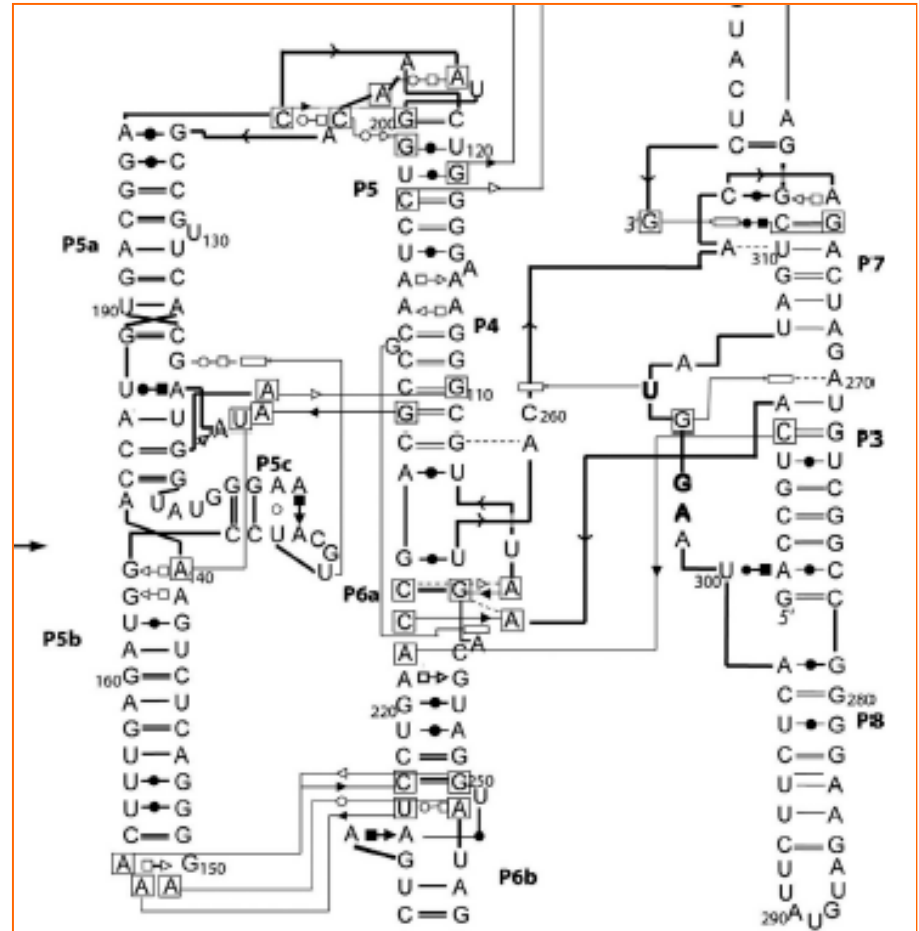 U
A A
A U C
A
C C 200 G C U
A G A G U 120 C G A
G G P5 U G C G A
G C C G 3' G C G
P5a C G U 130 U G A 310 U A P7
G U C G G C
A C A A A U
190 U A A A P4 U A
G C G C G A G
G C G U A 270
U A A C G 110 C 260 G A U
A U A U A G C A C G P3
C G P5c A U G U U
C G G G A A G G C
A U A U G C C U A C G U G U U A C G
G A 40 P6a C G A U 300 A C
G A C A G 5' C
P5b U G A C A A G
A U A G C G 280
160 G C 220 G A U G P8
A U U A C G
G C C G U A
U A C G 250 U A
U G U A U C G
U G A A U A
C G G U P6b U U
A G 150 U A U G
A A C G 290 A U